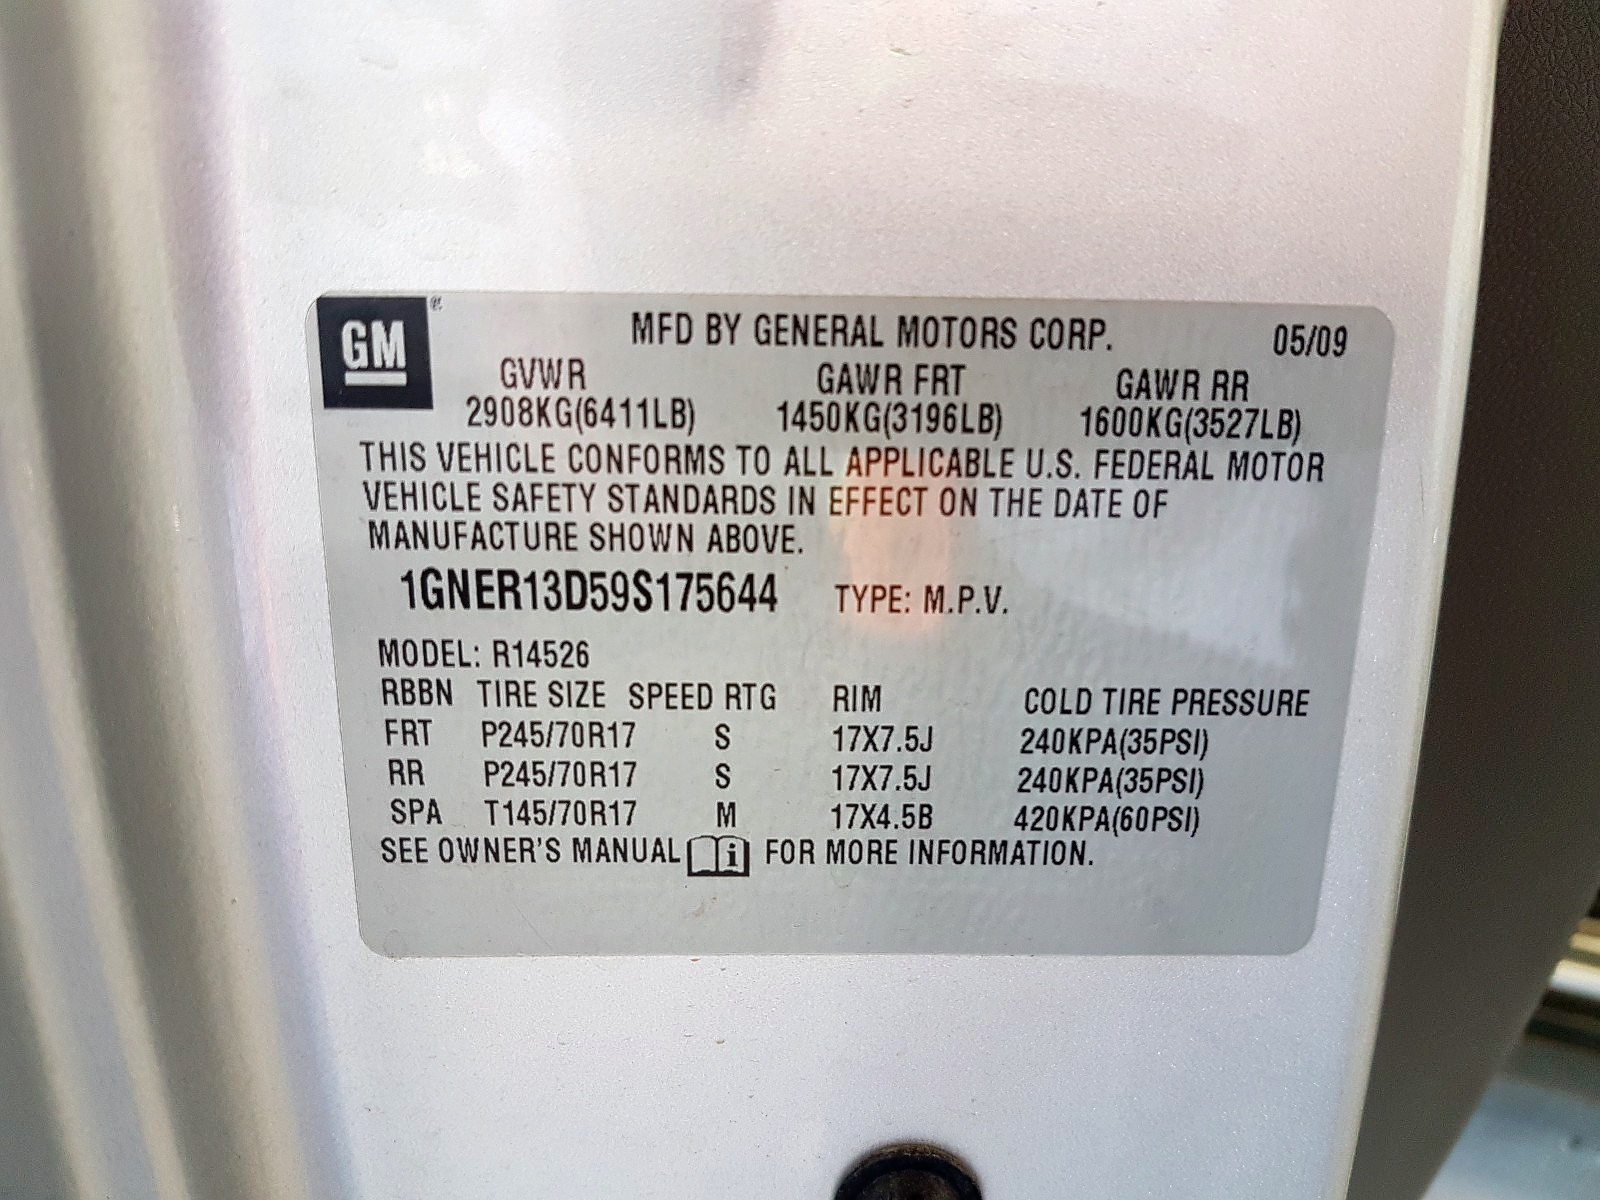 GM ®
MFD BY GENERAL MOTORS CORP. 05/09
GVWR GAWR FRT GAWR RR
2908KG(6411LB) 1450KG(3196LB) 1600KG(3527LB)
THIS VEHICLE CONFORMS TO ALL APPLICABLE U.S. FEDERAL MOTOR
VEHICLE SAFETY STANDARDS IN EFFECT ON THE DATE OF
MANUFACTURE SHOWN ABOVE.
1GNER13D59S175644 TYPE: M.P.V.
MODEL: R14526
RBBN TIRE SIZE SPEED RTG RIM COLD TIRE PRESSURE
FRT P245/70R17 S 17X7.5J 240KPA(35PSI)
RR P245/70R17 S 17X7.5J 240KPA(35PSI)
SPA T145/70R17 M 17X4.5B 420KPA(60PSI)
SEE OWNER'S MANUAL i FOR MORE INFORMATION.